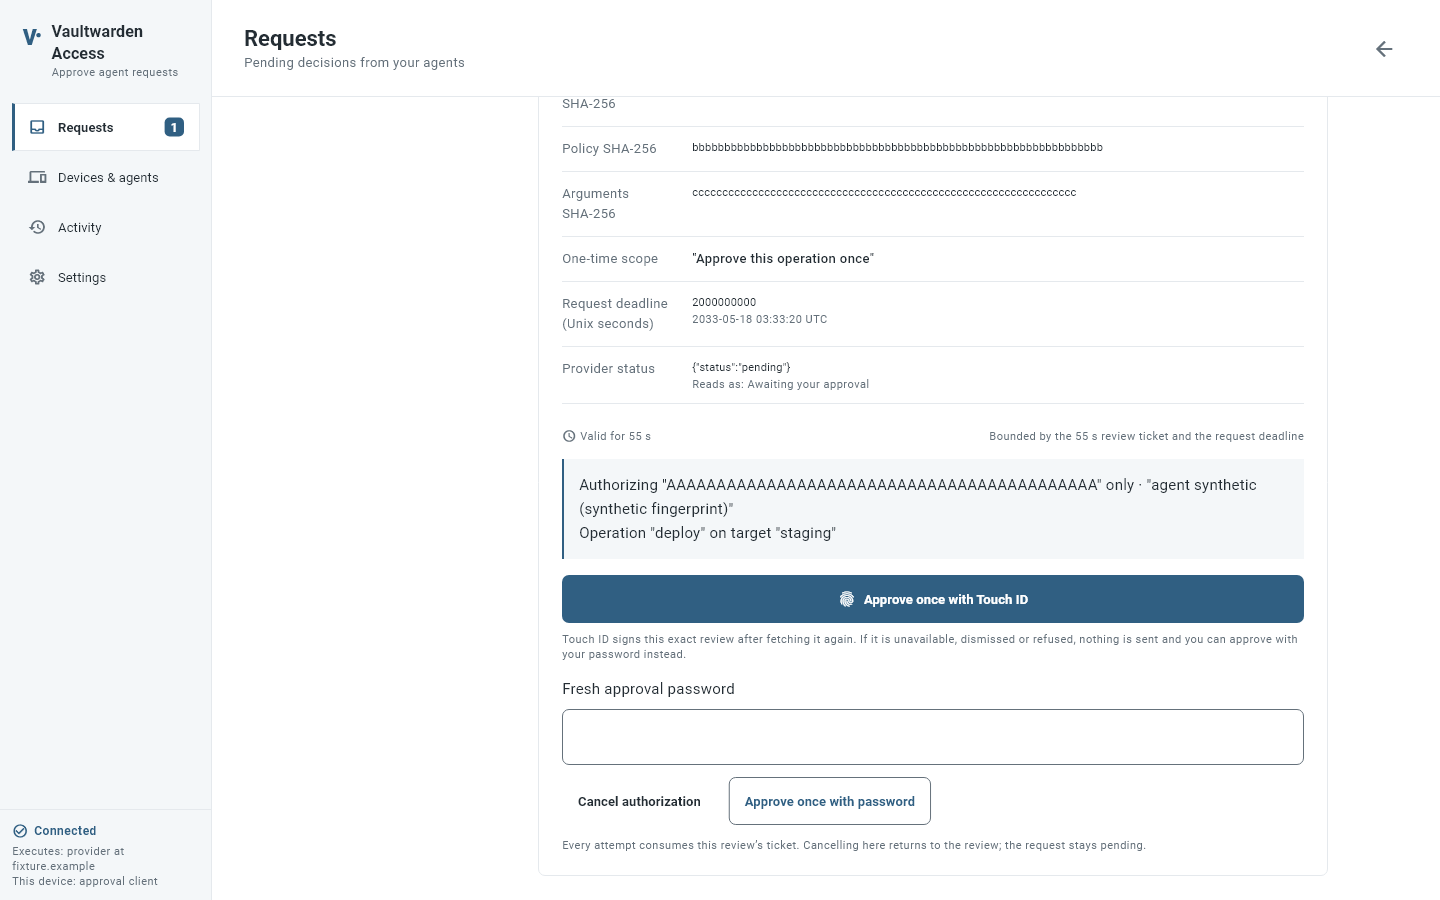 Vaultwarden
Access
Approve agent requests
Requests
1
Devices & agents
Activity
Settings
Connected
Executes: provider at
fixture.example
This device: approval client
Requests
Pending decisions from your agents
SHA-256
Policy SHA-256
bbbbbbbbbbbbbbbbbbbbbbbbbbbbbbbbbbbbbbbbbbbbbbbbbbbbbbbbbbbbbbbb
Arguments
SHA-256
cccccccccccccccccccccccccccccccccccccccccccccccccccccccccccccccc
One-time scope
"Approve this operation once"
Request deadline
(Unix seconds)
2000000000
2033-05-18 03:33:20 UTC
Provider status
{"status":"pending"}
Reads as: Awaiting your approval
Valid for 55 s
Bounded by the 55 s review ticket and the request deadline
Authorizing "AAAAAAAAAAAAAAAAAAAAAAAAAAAAAAAAAAAAAAAAAAA" only · "agent synthetic
(synthetic fingerprint)"
Operation "deploy" on target "staging"
Approve once with Touch ID
Touch ID signs this exact review after fetching it again. If it is unavailable, dismissed or refused, nothing is sent and you can approve with
your password instead.
Fresh approval password
Cancel authorization
Approve once with password
Every attempt consumes this review's ticket. Cancelling here returns to the review; the request stays pending.